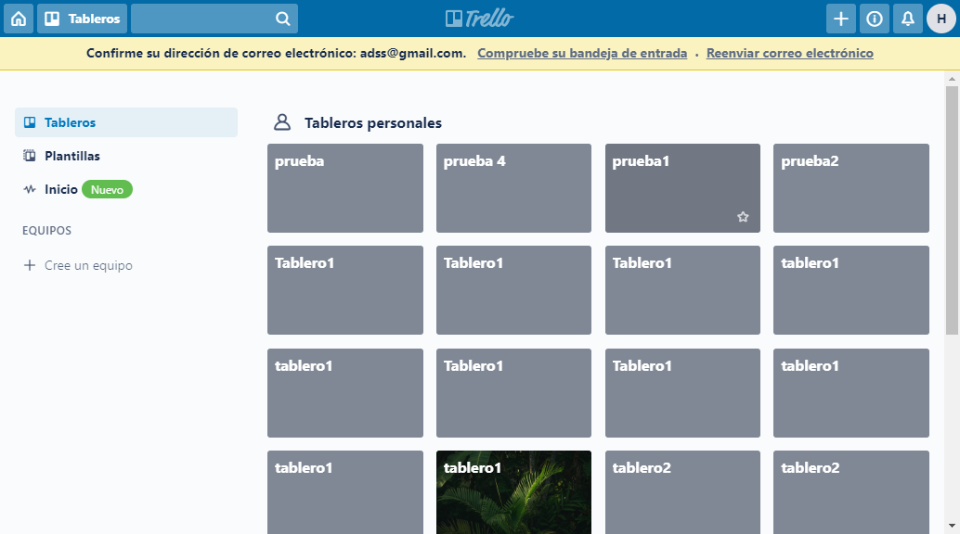 Tableros
Trello
H
Confirme su dirección de correo electrónico: adss@gmail.com. Compruebe su bandeja de entrada · Reenviar correo electrónico
Tableros
Plantillas
Inicio Nuevo
EQUIPOS
Cree un equipo
Tableros personales
prueba
prueba 4
prueba1
prueba2
Tablero1
Tablero1
Tablero1
tablero1
tablero1
Tablero1
Tablero1
tablero1
tablero1
tablero1
tablero2
tablero2